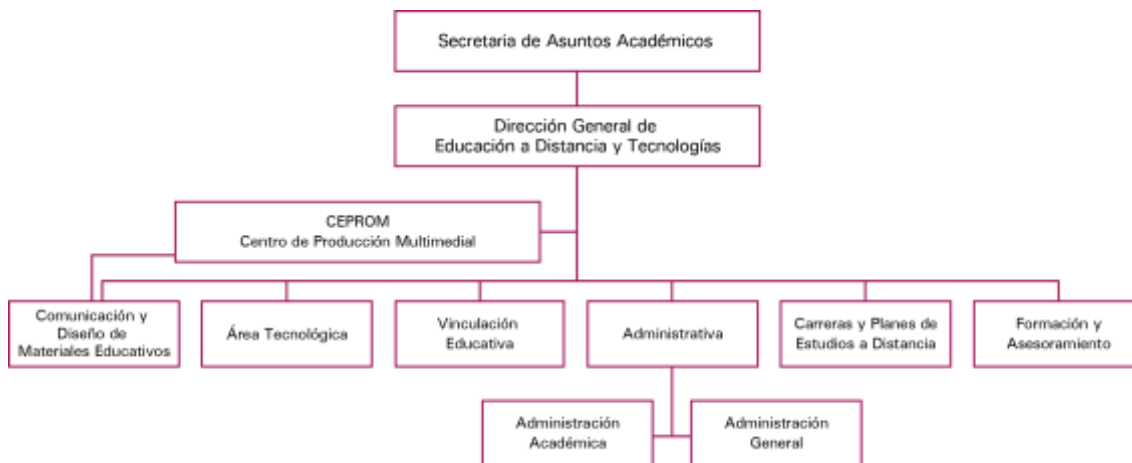 Secretaria de Asuntos Académicos
Dirección General de
Educación a Distancia y Tecnologías
CEPROM
Centro de Producción Multimedial
Comunicación y
Diseño de
Materiales Educativos
Área Tecnológica
Vinculación
Educativa
Administrativa
Carreras y Planes de
Estudios a Distancia
Formación y
Asesoramiento
Administración
Académica
Administración
General